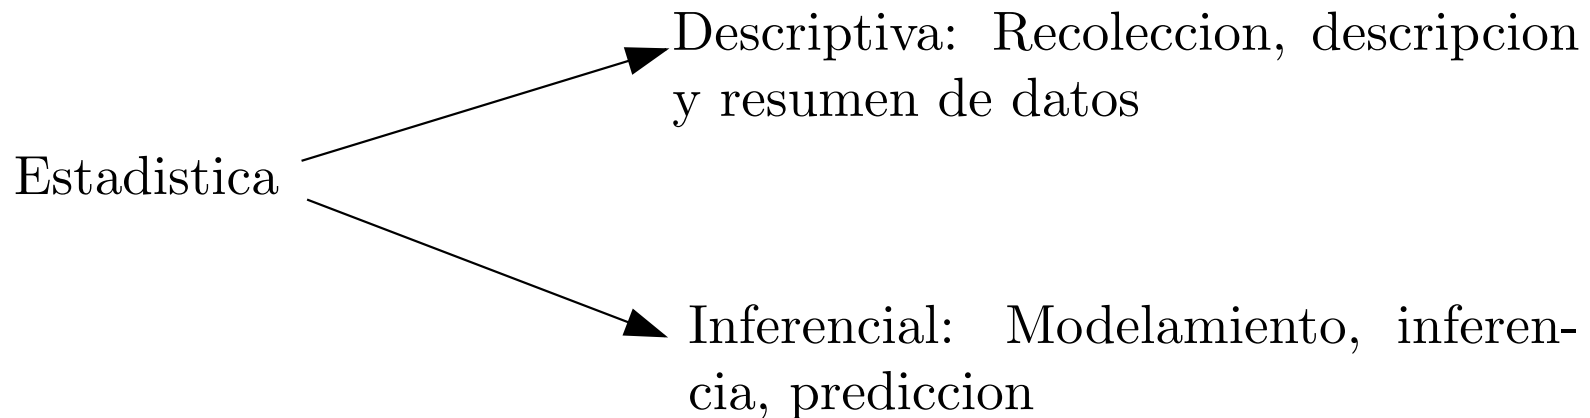 Descriptiva: Recoleccion, descripcion
y resumen de datos
Estadistica
Inferencial: Modelamiento, inferen-
cia, prediccion